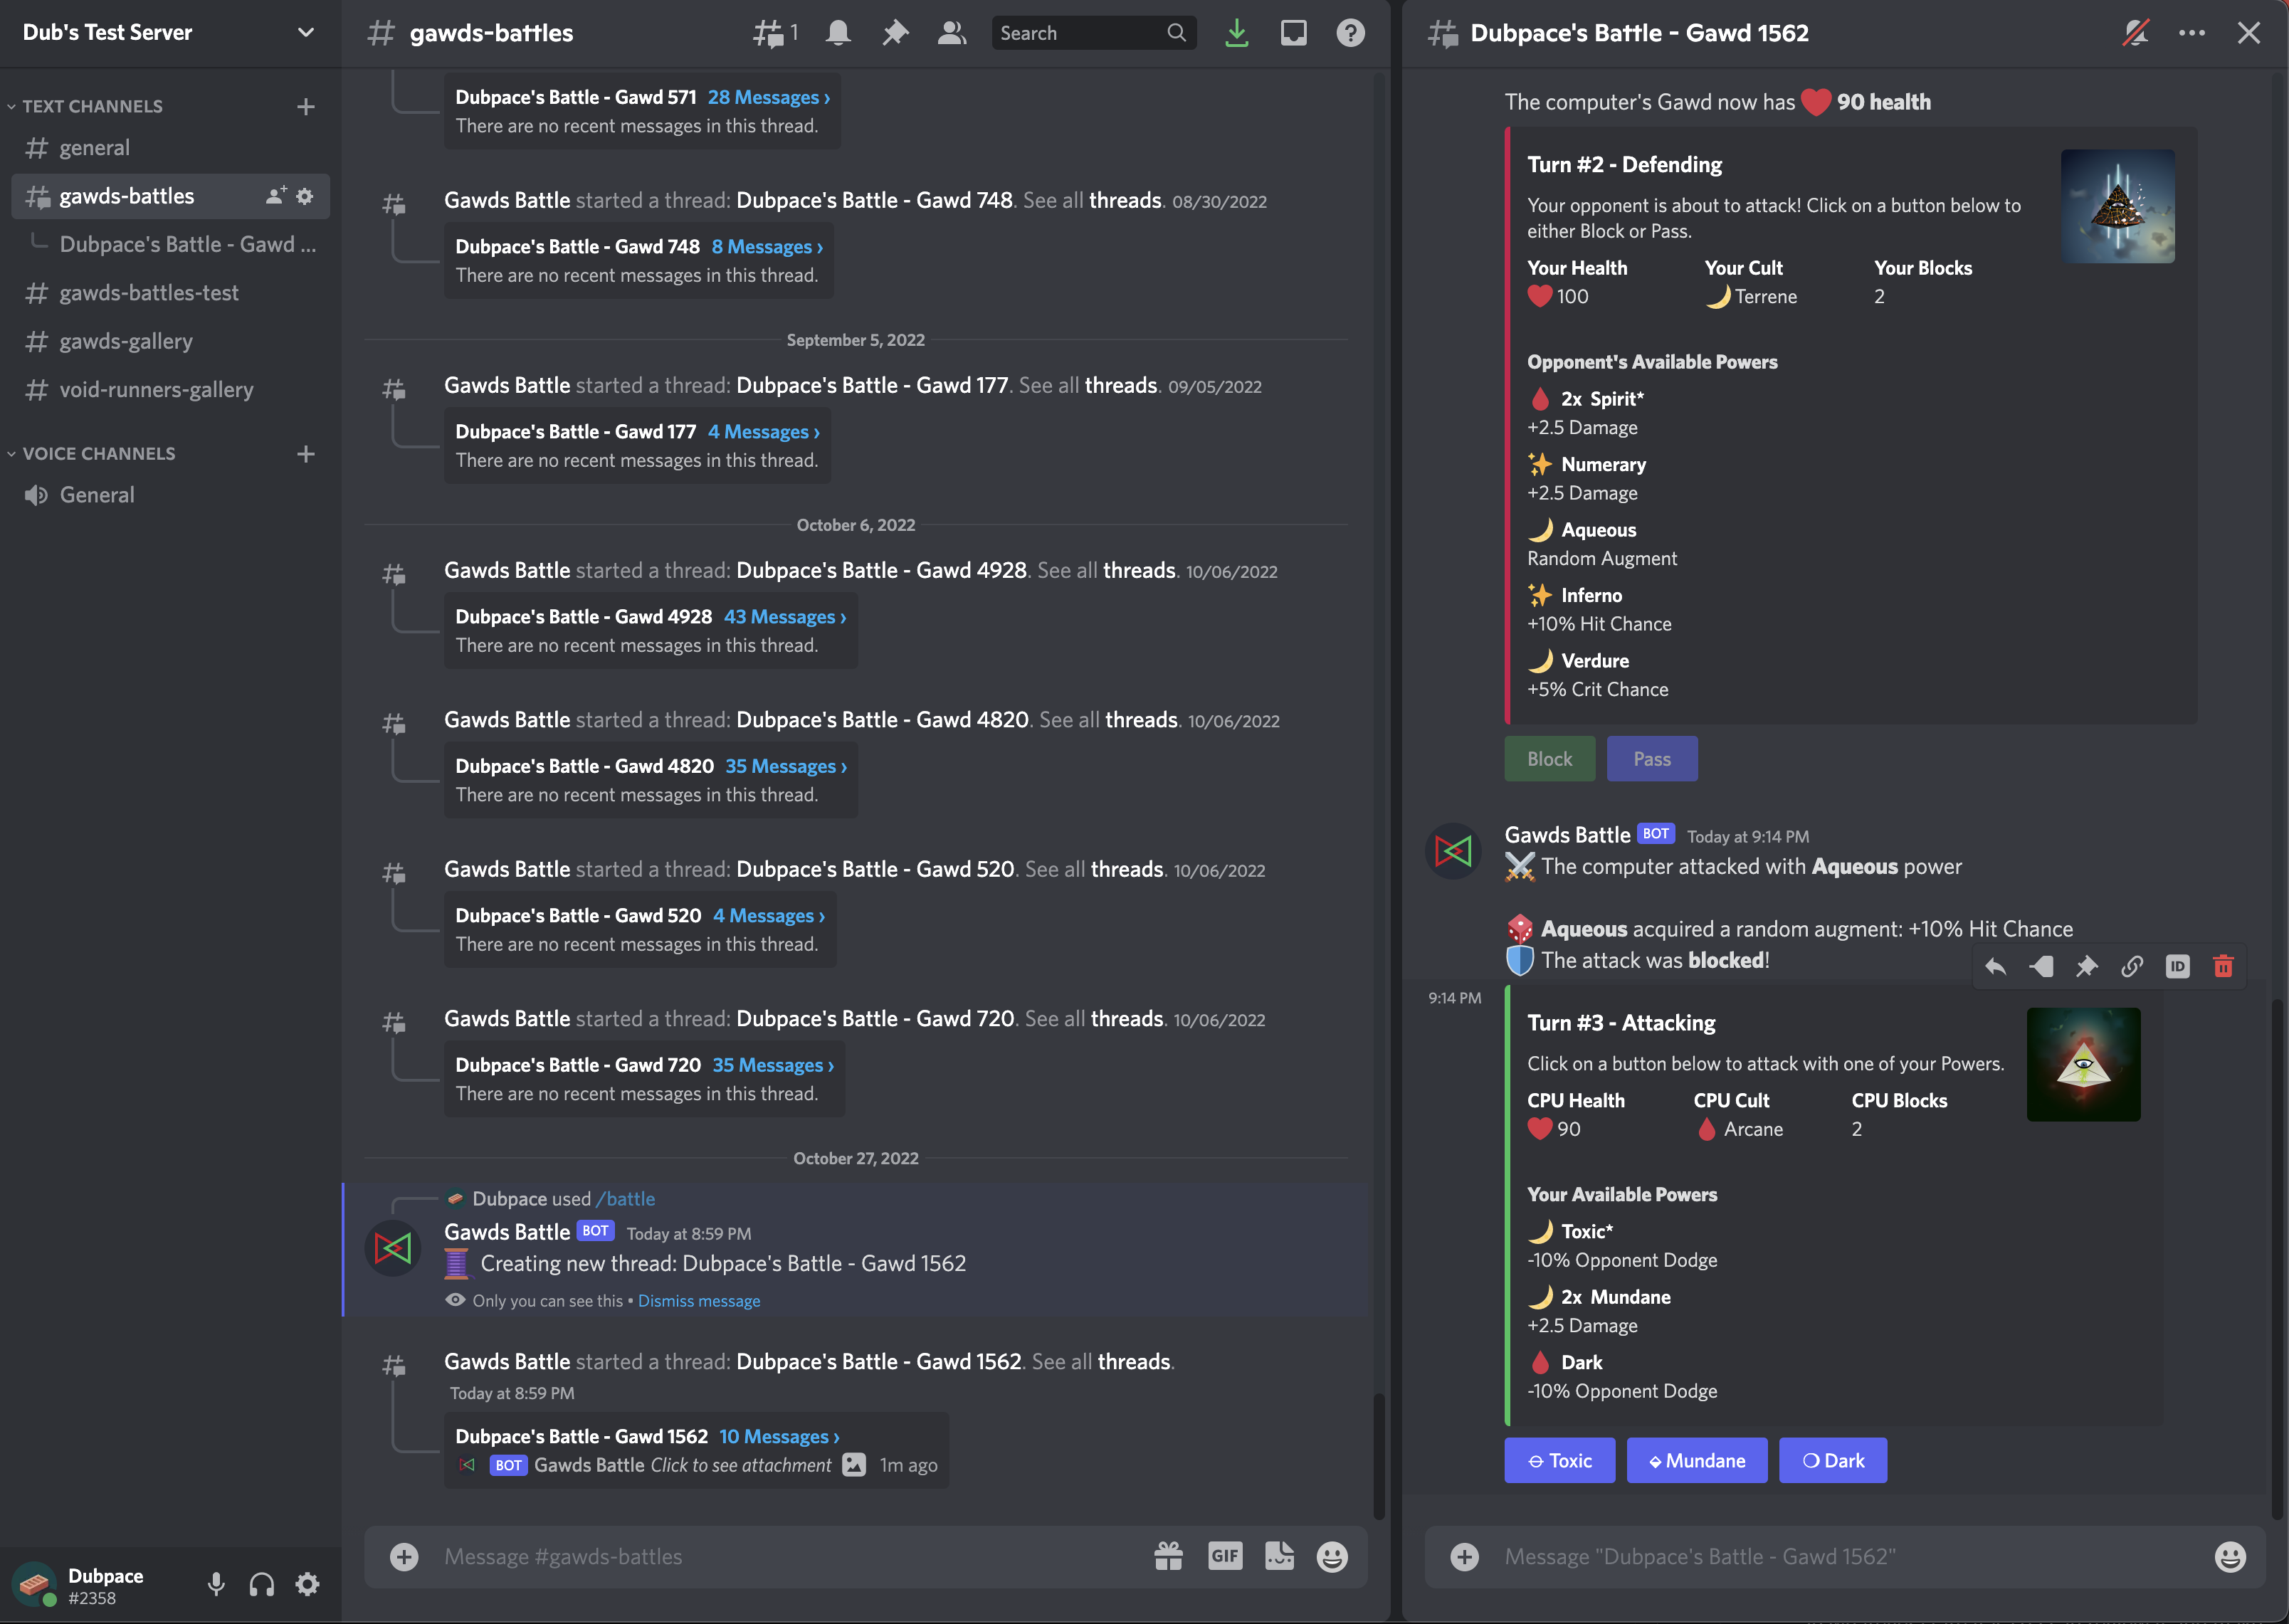 Dub's Test Server
TEXT CHANNELS
general
gawds-battles
Dubpace's Battle - Gawd ...
gawds-battles-test
gawds-gallery
void-runners-gallery
VOICE CHANNELS
General
Dubpace
#2358
gawds-battles
1
Search
Dubpace's Battle - Gawd 571 28 Messages ›
There are no recent messages in this thread.
Gawds Battle started a thread: Dubpace's Battle - Gawd 748. See all threads. 08/30/2022
Dubpace's Battle - Gawd 748 8 Messages ›
There are no recent messages in this thread.
September 5, 2022
Gawds Battle started a thread: Dubpace's Battle - Gawd 177. See all threads. 09/05/2022
Dubpace's Battle - Gawd 177 4 Messages ›
There are no recent messages in this thread.
October 6, 2022
Gawds Battle started a thread: Dubpace's Battle - Gawd 4928. See all threads. 10/06/2022
Dubpace's Battle - Gawd 4928 43 Messages ›
There are no recent messages in this thread.
Gawds Battle started a thread: Dubpace's Battle - Gawd 4820. See all threads. 10/06/2022
Dubpace's Battle - Gawd 4820 35 Messages ›
There are no recent messages in this thread.
Gawds Battle started a thread: Dubpace's Battle - Gawd 520. See all threads. 10/06/2022
Dubpace's Battle - Gawd 520 4 Messages ›
There are no recent messages in this thread.
Gawds Battle started a thread: Dubpace's Battle - Gawd 720. See all threads. 10/06/2022
Dubpace's Battle - Gawd 720 35 Messages ›
There are no recent messages in this thread.
October 27, 2022
Dubpace used /battle
Gawds Battle BOT Today at 8:59 PM
Creating new thread: Dubpace's Battle - Gawd 1562
Only you can see this • Dismiss message
Gawds Battle started a thread: Dubpace's Battle - Gawd 1562. See all threads.
Today at 8:59 PM
Dubpace's Battle - Gawd 1562 10 Messages ›
BOT Gawds Battle Click to see attachment 1m ago
Message #gawds-battles
GIF
Dubpace's Battle - Gawd 1562
The computer's Gawd now has 90 health
Turn #2 - Defending
Your opponent is about to attack! Click on a button below to
either Block or Pass.
Your Health Your Cult Your Blocks
100 Terrene 2
Opponent's Available Powers
2x Spirit*
+2.5 Damage
Numerary
+2.5 Damage
Aqueous
Random Augment
Inferno
+10% Hit Chance
Verdure
+5% Crit Chance
Block Pass
Gawds Battle BOT Today at 9:14 PM
The computer attacked with Aqueous power
Aqueous acquired a random augment: +10% Hit Chance
The attack was blocked!
ID
9:14 PM
Turn #3 - Attacking
Click on a button below to attack with one of your Powers.
CPU Health CPU Cult CPU Blocks
90 Arcane 2
Your Available Powers
Toxic*
-10% Opponent Dodge
2x Mundane
+2.5 Damage
Dark
-10% Opponent Dodge
Toxic Mundane Dark
Message "Dubpace's Battle - Gawd 1562"